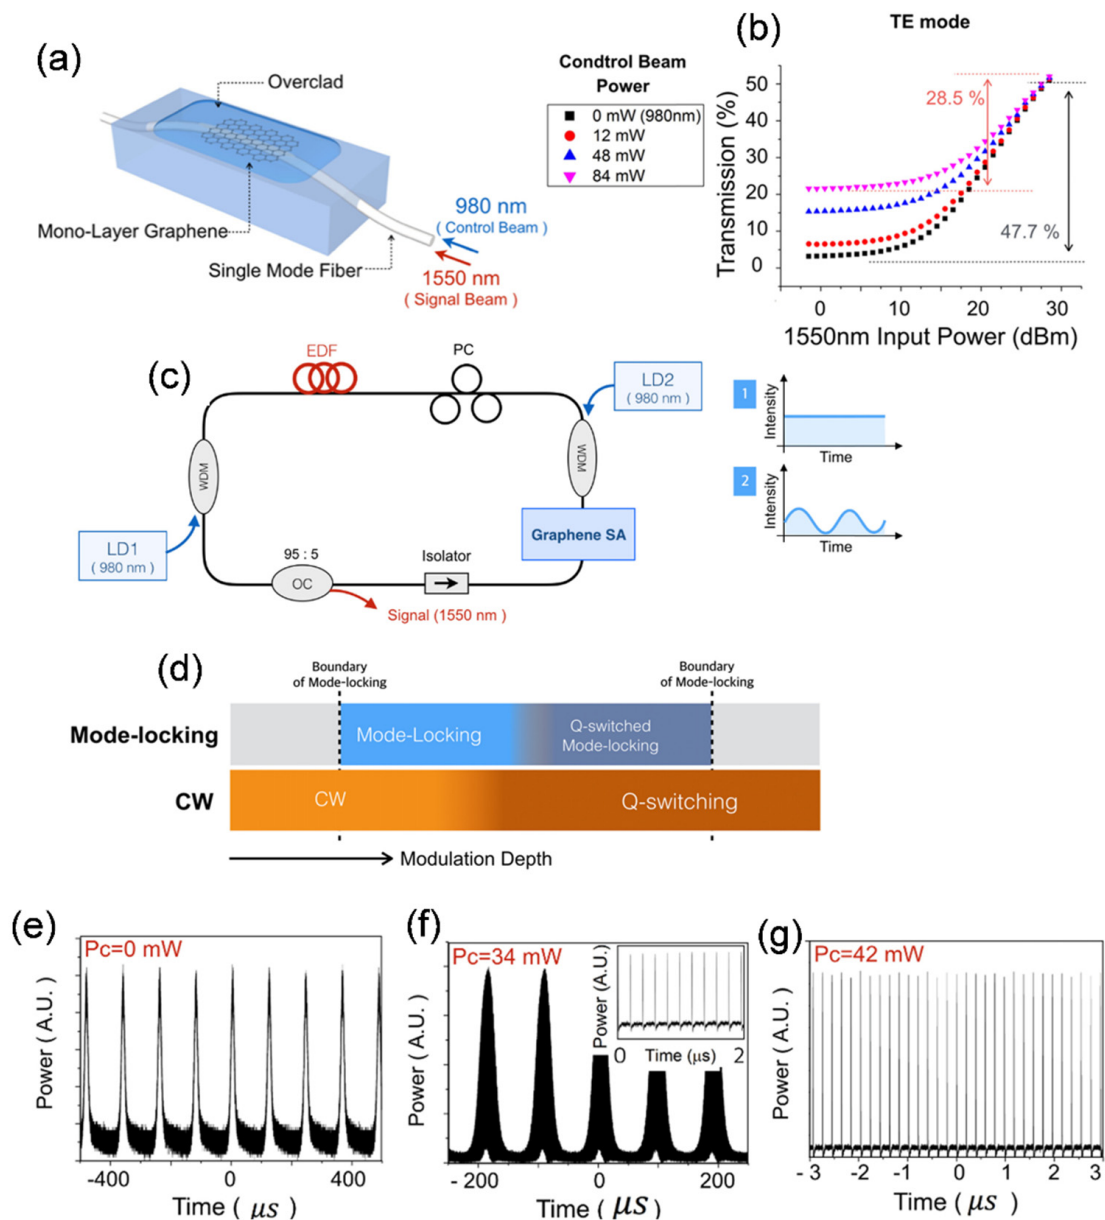 (a)
Overclad
Mono-Layer Graphene
Single Mode Fiber
980 nm
( Control Beam )
1550 nm
( Signal Beam )
Condtrol Beam
Power
0 mW (980nm)
12 mW
48 mW
84 mW
(b)
TE mode
Transmission (%)
50
40
30
20
10
0
28.5 %
47.7 %
0 10 20 30
1550nm Input Power (dBm)
(c)
EDF
PC
LD2
( 980 nm )
WDM
WDM
Graphene SA
LD1
( 980 nm )
95 : 5
OC
Isolator
Signal (1550 nm )
1
Intensity
Time
2
Intensity
Time
(d)
Boundary
of Mode-locking
Boundary
of Mode-locking
Mode-locking
Mode-Locking
Q-switched
Mode-locking
CW
CW
Q-switching
Modulation Depth
(e)
Pc=0 mW
Power ( A.U. )
-400 0 400
Time ( μs )
(f)
Pc=34 mW
Power ( A.U. )
Power (A.U.)
0 Time (μs) 2
-200 0 200
Time ( μs )
(g)
Pc=42 mW
Power ( A.U. )
-3 -2 -1 0 1 2 3
Time ( μs )